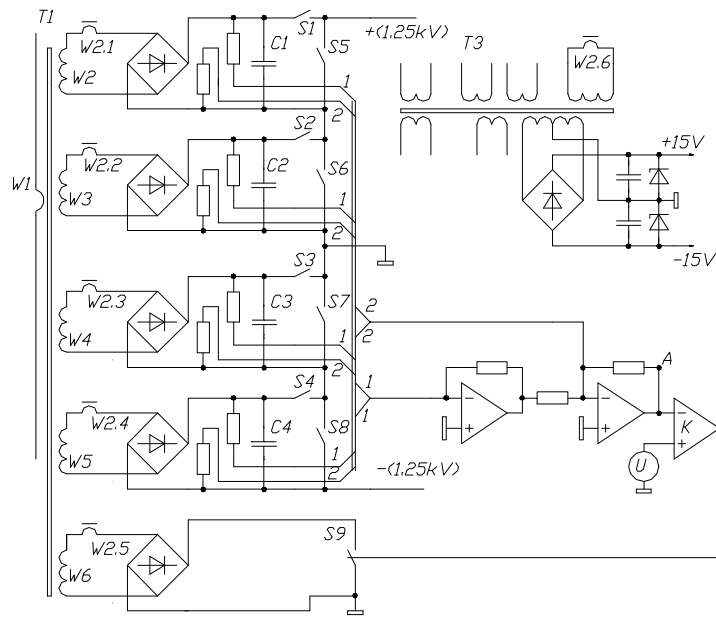 T1
W1
W2.1
W2
C1
S1
S5
+(1.25kV)
1
2
W2.2
W3
C2
S2
S6
1
2
W2.3
W4
C3
S3
S7
1
2
W2.4
W5
C4
S4
S8
1
2
-(1.25kV)
W2.5
W6
S9
T3
W2.6
+15V
-15V
2
2
1
1
-
+
-
+
A
-
K
+
U